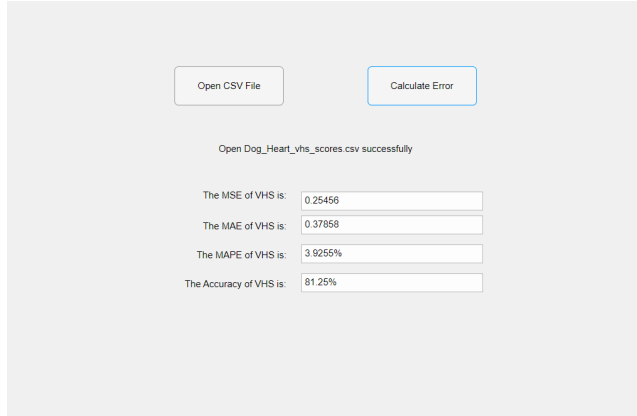 Open CSV File Calculate Error
Open Dog_Heart_vhs_scores.csv successfully
The MSE of VHS is: 0.25456
The MAE of VHS is: 0.37858
The MAPE of VHS is: 3.9255%
The Accuracy of VHS is: 81.25%